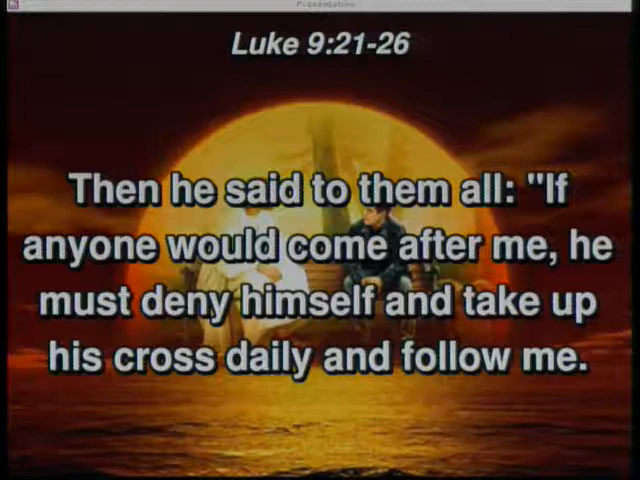 Presentation
Luke 9:21-26
Then he said to them all: "If
anyone would come after me, he
must deny himself and take up
his cross daily and follow me.